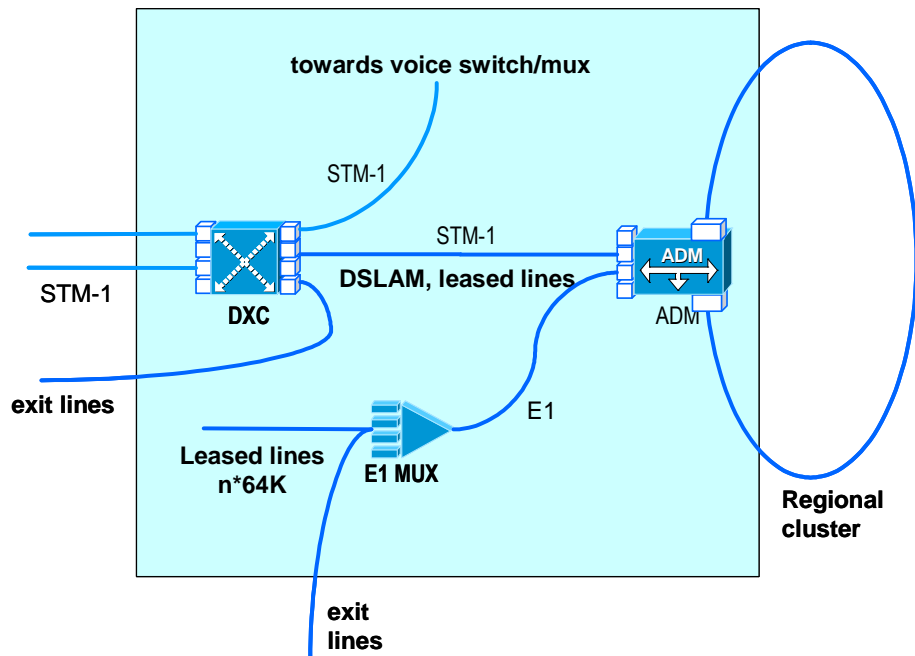 towards voice switch/mux
STM-1
STM-1
ADM
DSLAM, leased lines
STM-1
DXC
ADM
exit lines
E1
Leased lines
n*64K
E1 MUX
Regional
cluster
exit
lines